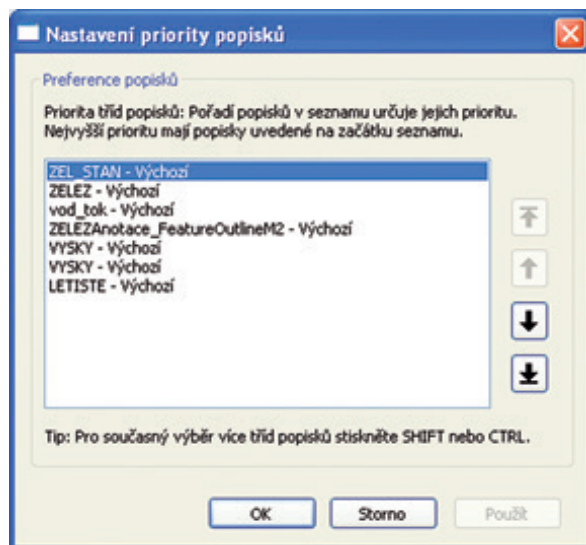 Nastavení priority popisků
Preference popisků
Priorita tříd popisků: Pořadí popisků v seznamu určuje jejich prioritu.
Nejvyšší prioritu mají popisky uvedené na začátku seznamu.
ZEL_STAN - Výchozí
ZELEZ - Výchozí
vod_tok - Výchozí
ZELEZAnotace_FeatureOutlineM2 - Výchozí
VYSKY - Výchozí
VYSKY - Výchozí
LETISTE - Výchozí
Tip: Pro současný výběr více tříd popisků stiskněte SHIFT nebo CTRL.
OK Storno Použít